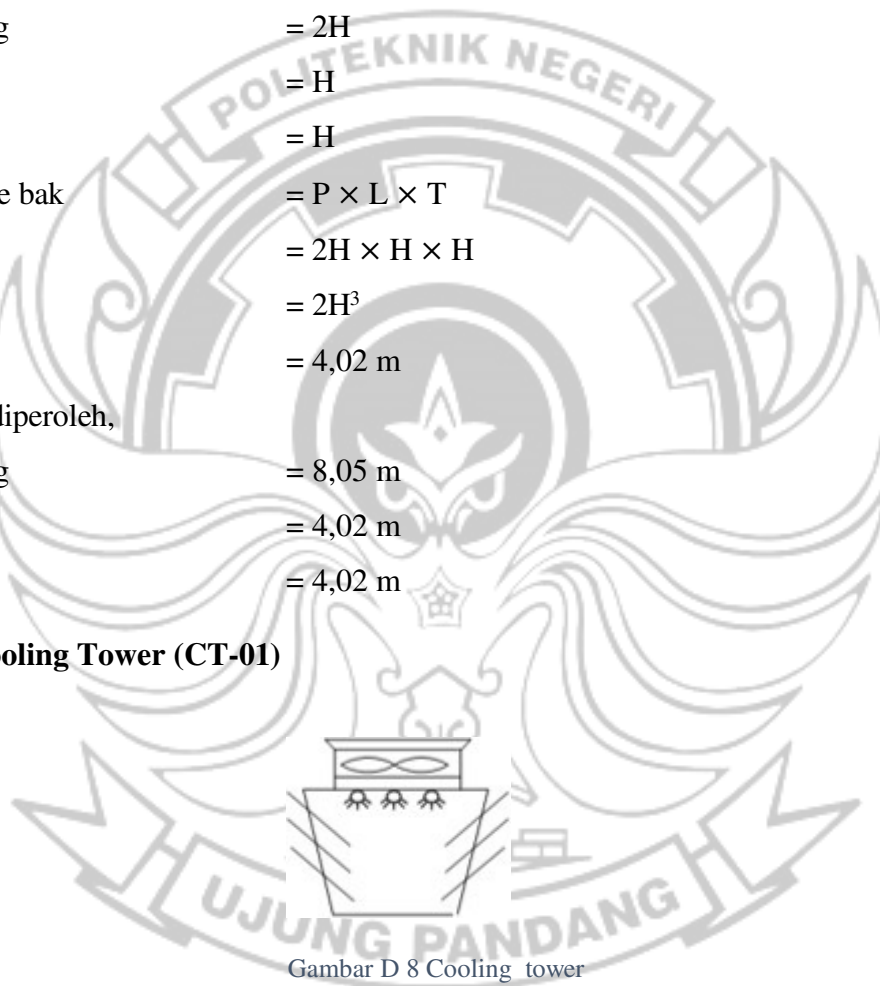 g = 2H
= H
= H
e bak = P × L × T
= 2H × H × H
= 2H³
= 4,02 m
diperoleh,
g = 8,05 m
= 4,02 m
= 4,02 m
ooling Tower (CT-01)
Gambar D 8 Cooling tower
POLITEKNIK NEGERI
UJUNG PANDANG